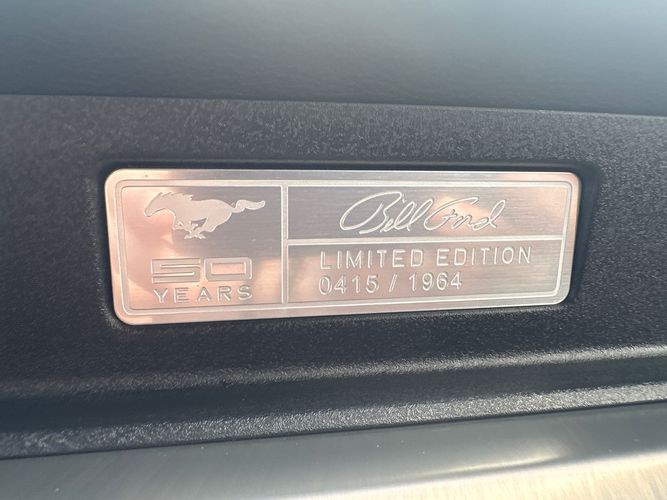 50
YEARS
Bill Ford
LIMITED EDITION
0415 / 1964